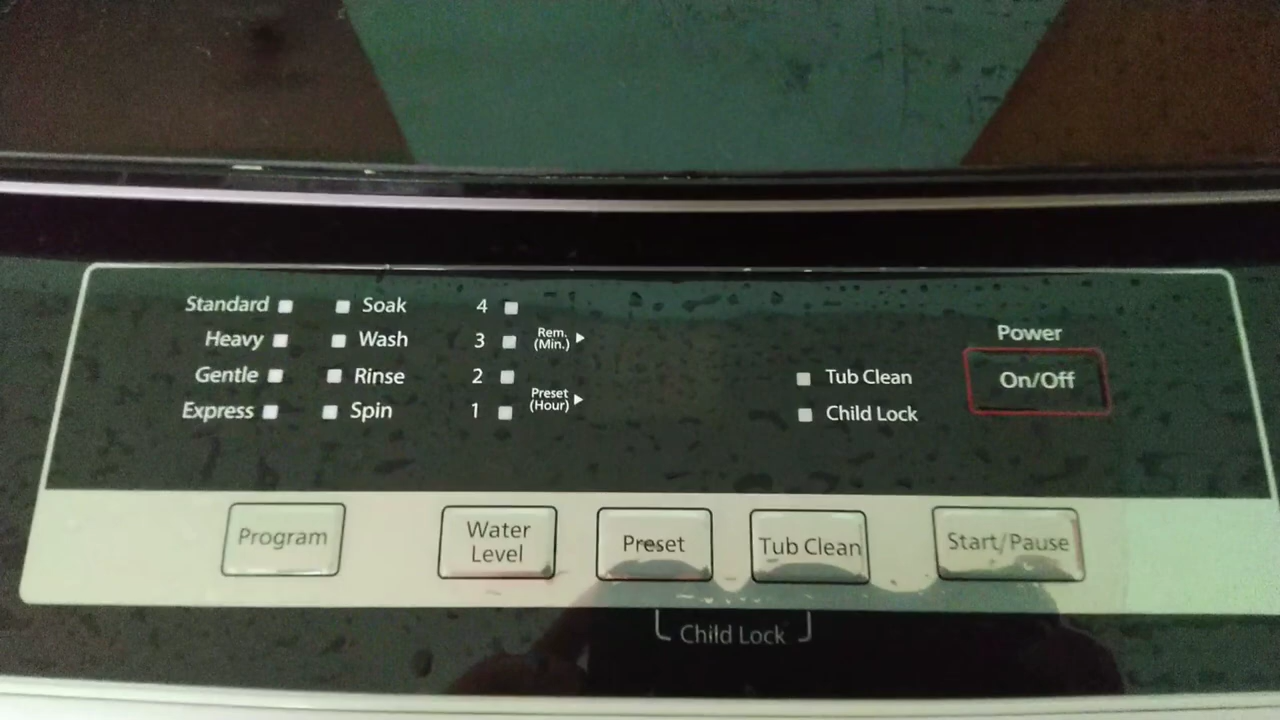 Standard Soak 4
Heavy Wash 3 Rem. (Min.)
Gentle Rinse 2
Express Spin 1 Preset (Hour)
Tub Clean
Child Lock
Power
On/Off
Program
Water
Level
Preset
Tub Clean
Start/Pause
Child Lock